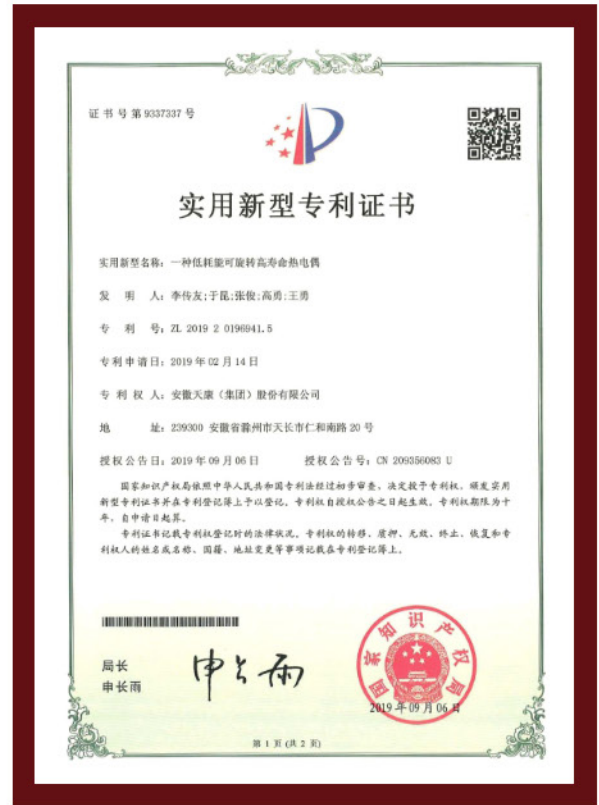 证书号第9337337号
实用新型专利证书
实用新型名称：一种低耗能可旋转高寿命热电偶
发 明 人：李传友;于昆;张俊;高勇;王勇
专 利 号：ZL 2019 2 0196941.5
专利申请日：2019年02月14日
专 利 权 人：安徽天康（集团）股份有限公司
地 址：239300 安徽省滁州市天长市仁和南路20号
授权公告日：2019年09月06日 授权公告号：CN 209356083 U
国家知识产权局依照中华人民共和国专利法经过初步审查，决定授予专利权，颁发实用
新型专利证书并在专利登记簿上予以登记。专利权自授权公告之日起生效。专利权期限为十
年，自申请日起算。
专利证书记载专利权登记时的法律状况。专利权的转移、质押、无效、终止、恢复和专
利权人的姓名或名称、国籍、地址变更等事项记载在专利登记簿上。
局长
申长雨
申长雨
国家知识产权局
2019年09月06日
第 1 页 (共 2 页)